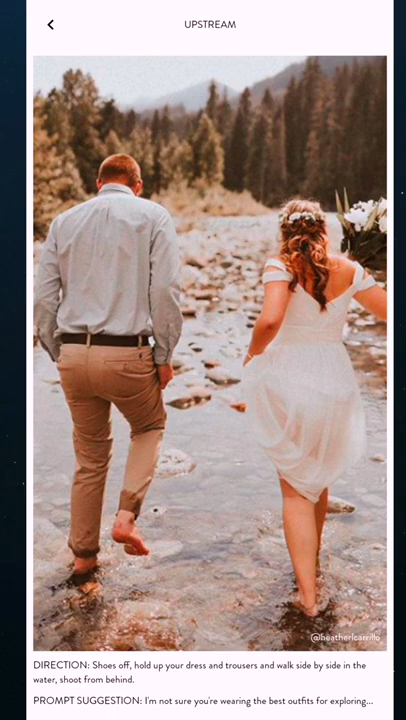 UPSTREAM
@heatherlcarrillo
DIRECTION: Shoes off, hold up your dress and trousers and walk side by side in the
water, shoot from behind.
PROMPT SUGGESTION: I'm not sure you're wearing the best outfits for exploring...